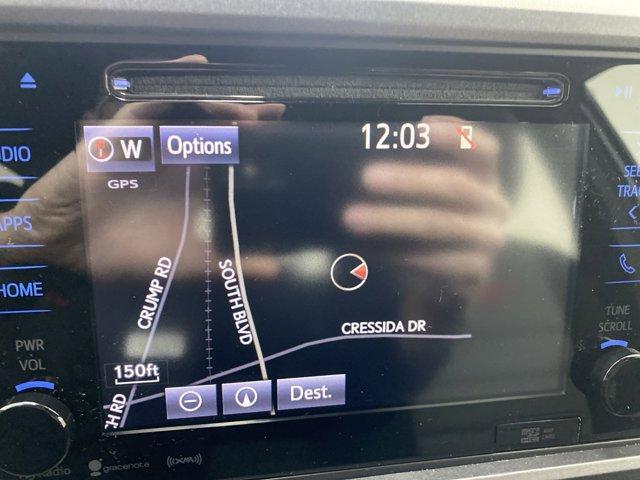 W
Options
12:03
GPS
CRUMP RD
SOUTH BLVD
CRESSIDA DR
150ft
H RD
Dest.
APPS
HOME
PWR
VOL
TUNE
SCROLL
gracenote